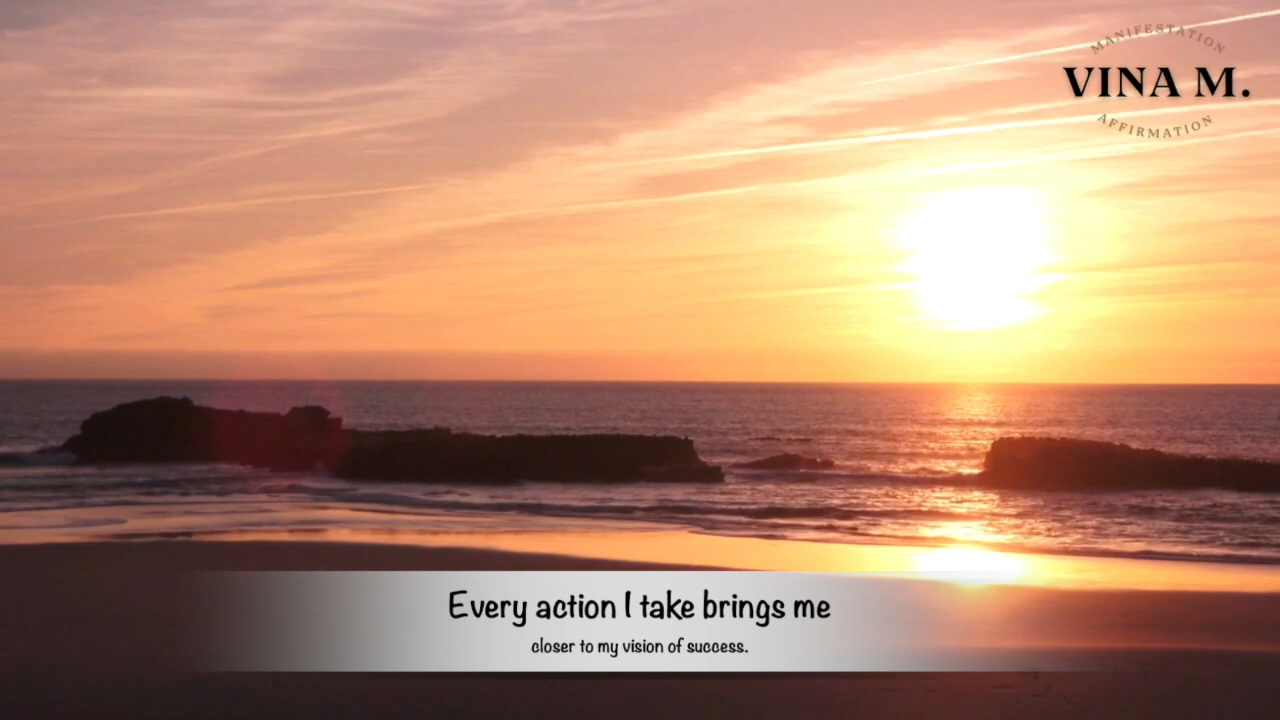 MANIFESTATION
VINA M.
AFFIRMATION
Every action I take brings me
closer to my vision of success.